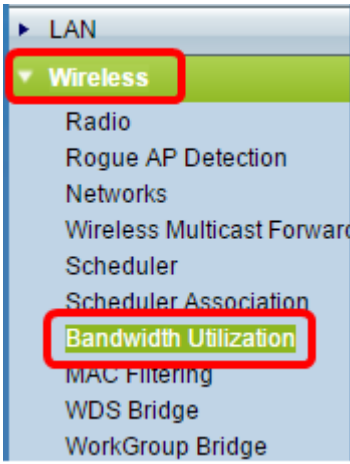 LAN
Wireless
Radio
Rogue AP Detection
Networks
Wireless Multicast Forward
Scheduler
Scheduler Association
Bandwidth Utilization
MAC Filtering
WDS Bridge
WorkGroup Bridge